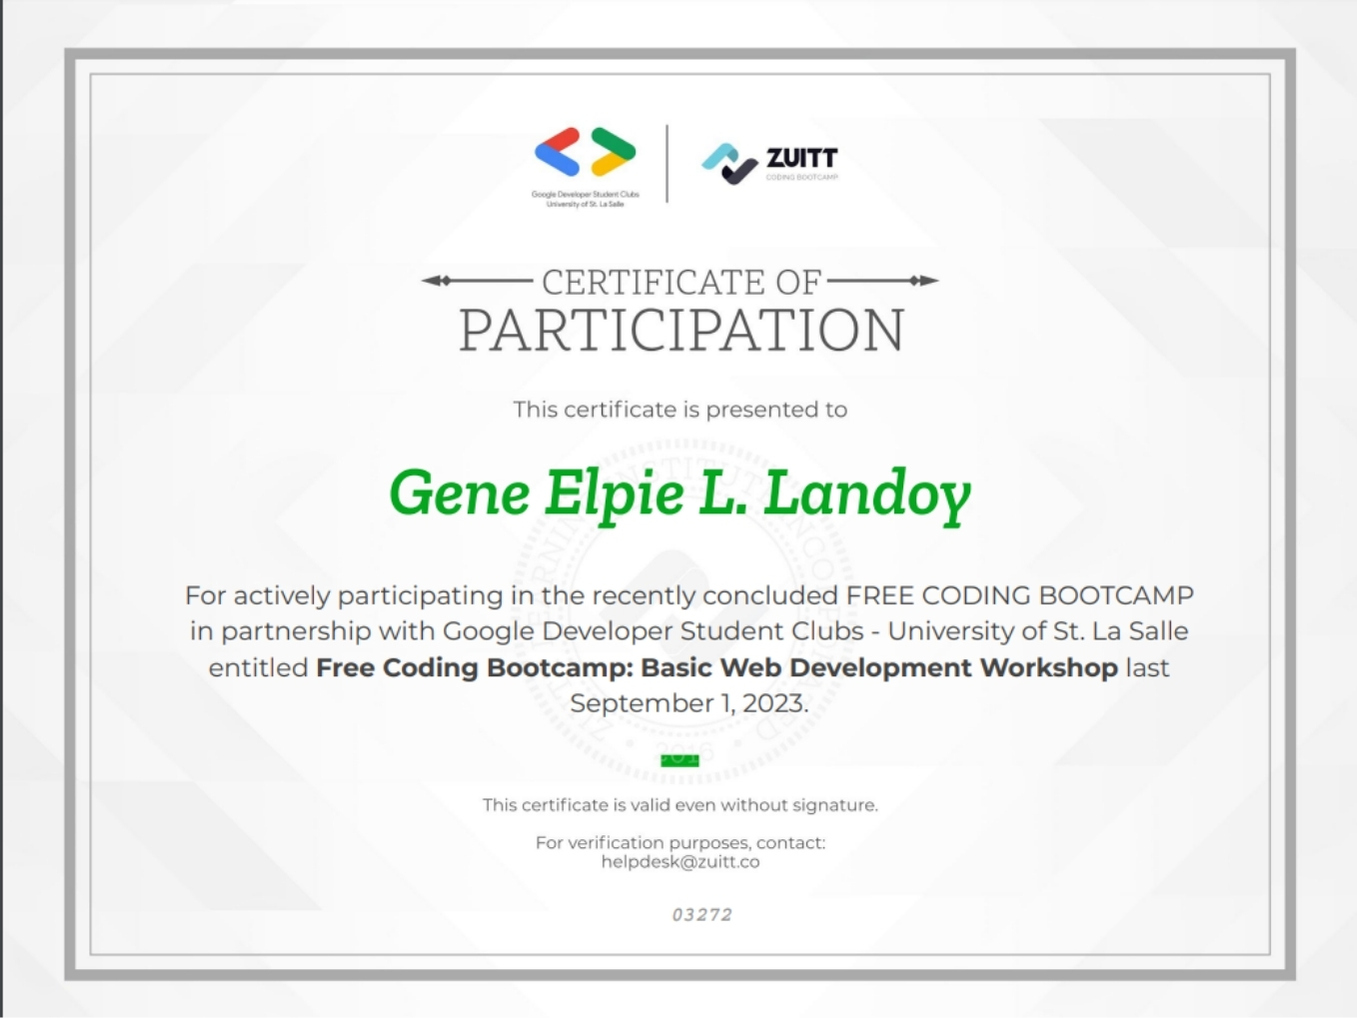 Google Developer Student Clubs
University of St. La Salle
ZUITT
CODING BOOTCAMP
CERTIFICATE OF
PARTICIPATION
This certificate is presented to
Gene Elpie L. Landoy
For actively participating in the recently concluded FREE CODING BOOTCAMP
in partnership with Google Developer Student Clubs - University of St. La Salle
entitled Free Coding Bootcamp: Basic Web Development Workshop last
September 1, 2023.
2016
This certificate is valid even without signature.
For verification purposes, contact:
helpdesk@zuitt.co
03272